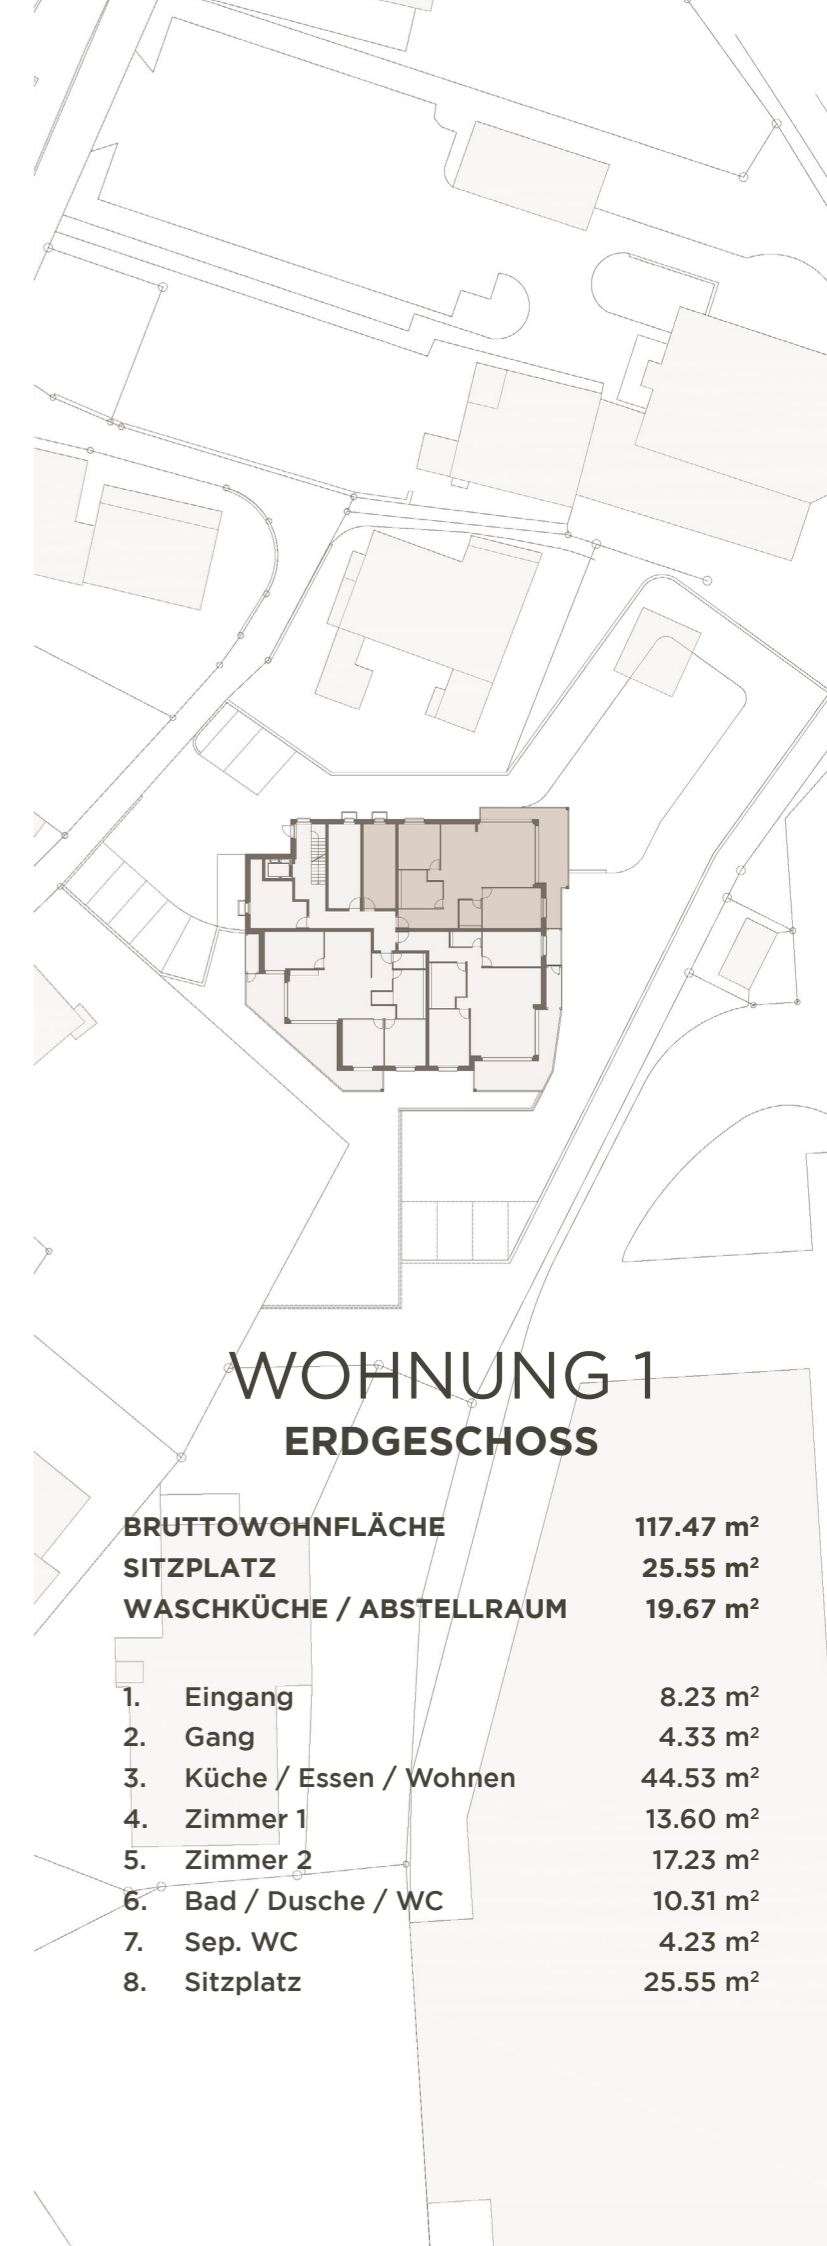 WOHNUNG 1
ERDGESCHOSS
BRUTTOWOHNFLÄCHE 117.47 m²
SITZPLATZ 25.55 m²
WASCHKÜCHE / ABSTELLRAUM 19.67 m²
1. Eingang 8.23 m²
2. Gang 4.33 m²
3. Küche / Essen / Wohnen 44.53 m²
4. Zimmer 1 13.60 m²
5. Zimmer 2 17.23 m²
6. Bad / Dusche / WC 10.31 m²
7. Sep. WC 4.23 m²
8. Sitzplatz 25.55 m²